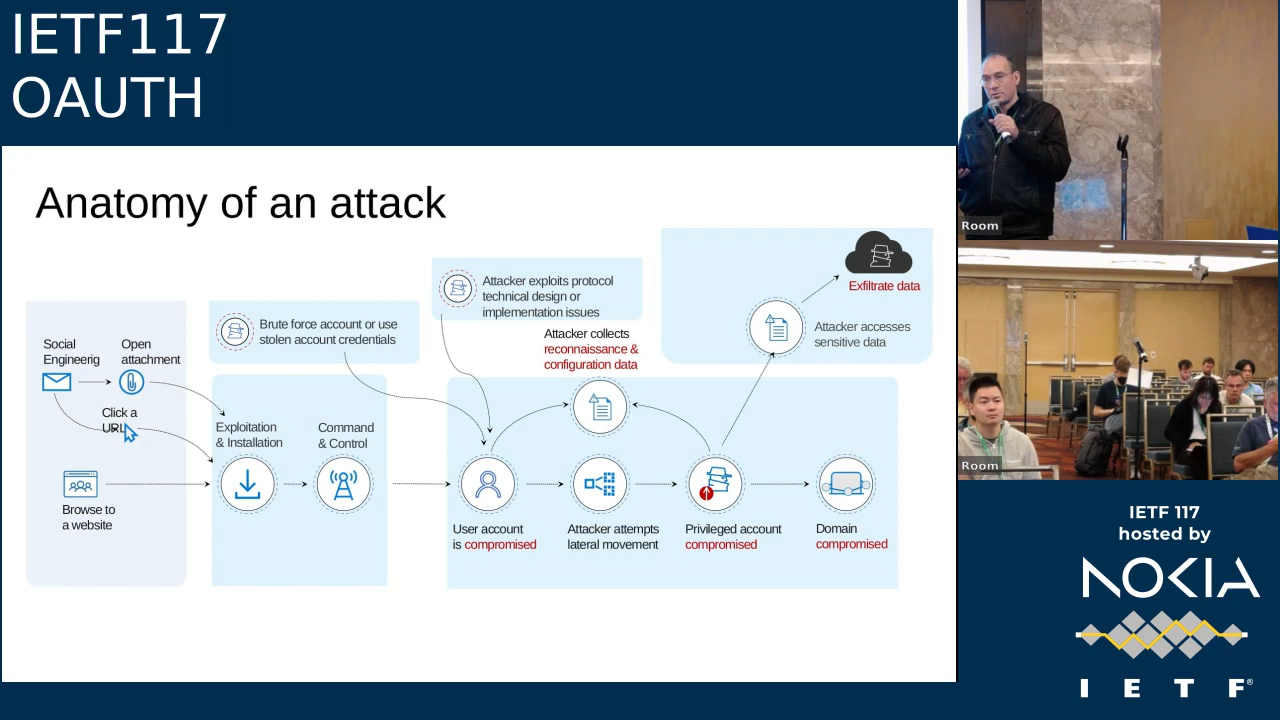 IETF117
OAUTH
Anatomy of an attack
Social
Engineerig
Open
attachment
Click a
URL
Browse to
a website
Brute force account or use
stolen account credentials
Exploitation
& Installation
Command
& Control
Attacker exploits protocol
technical design or
implementation issues
Attacker collects
reconnaissance &
configuration data
User account
is compromised
Attacker attempts
lateral movement
Privileged account
compromised
Domain
compromised
Attacker accesses
sensitive data
Exfiltrate data
Room
Room
IETF 117
hosted by
NOKIA
I E T F®